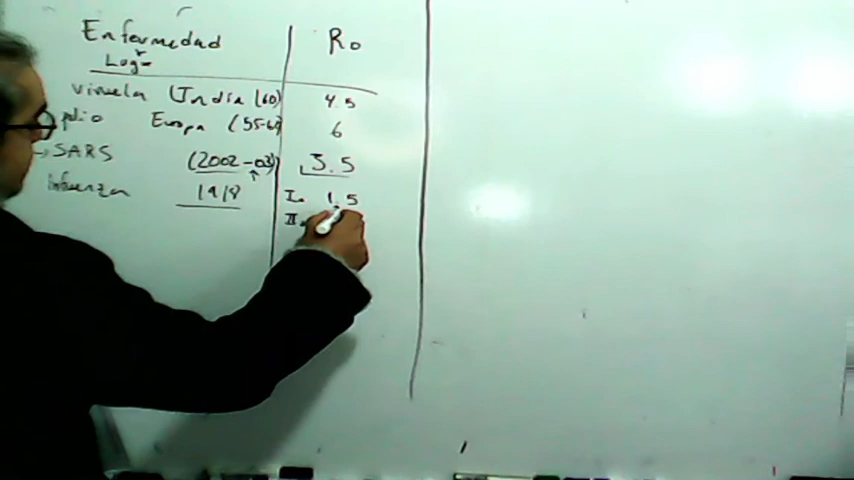 Enfermedad R0
Lugar
viruela (India (60) 4.5
polio Europa (55-60) 6
→ SARS (2002-03) 3.5
Influenza 1918 I. 1.5
II.